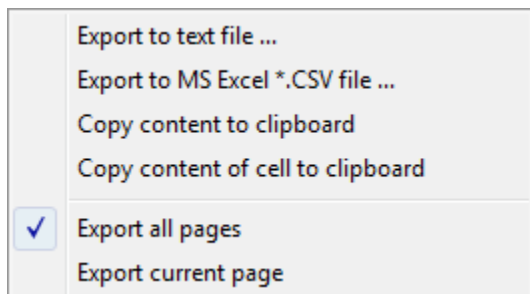 Export to text file ...
Export to MS Excel *.CSV file ...
Copy content to clipboard
Copy content of cell to clipboard
Export all pages
Export current page